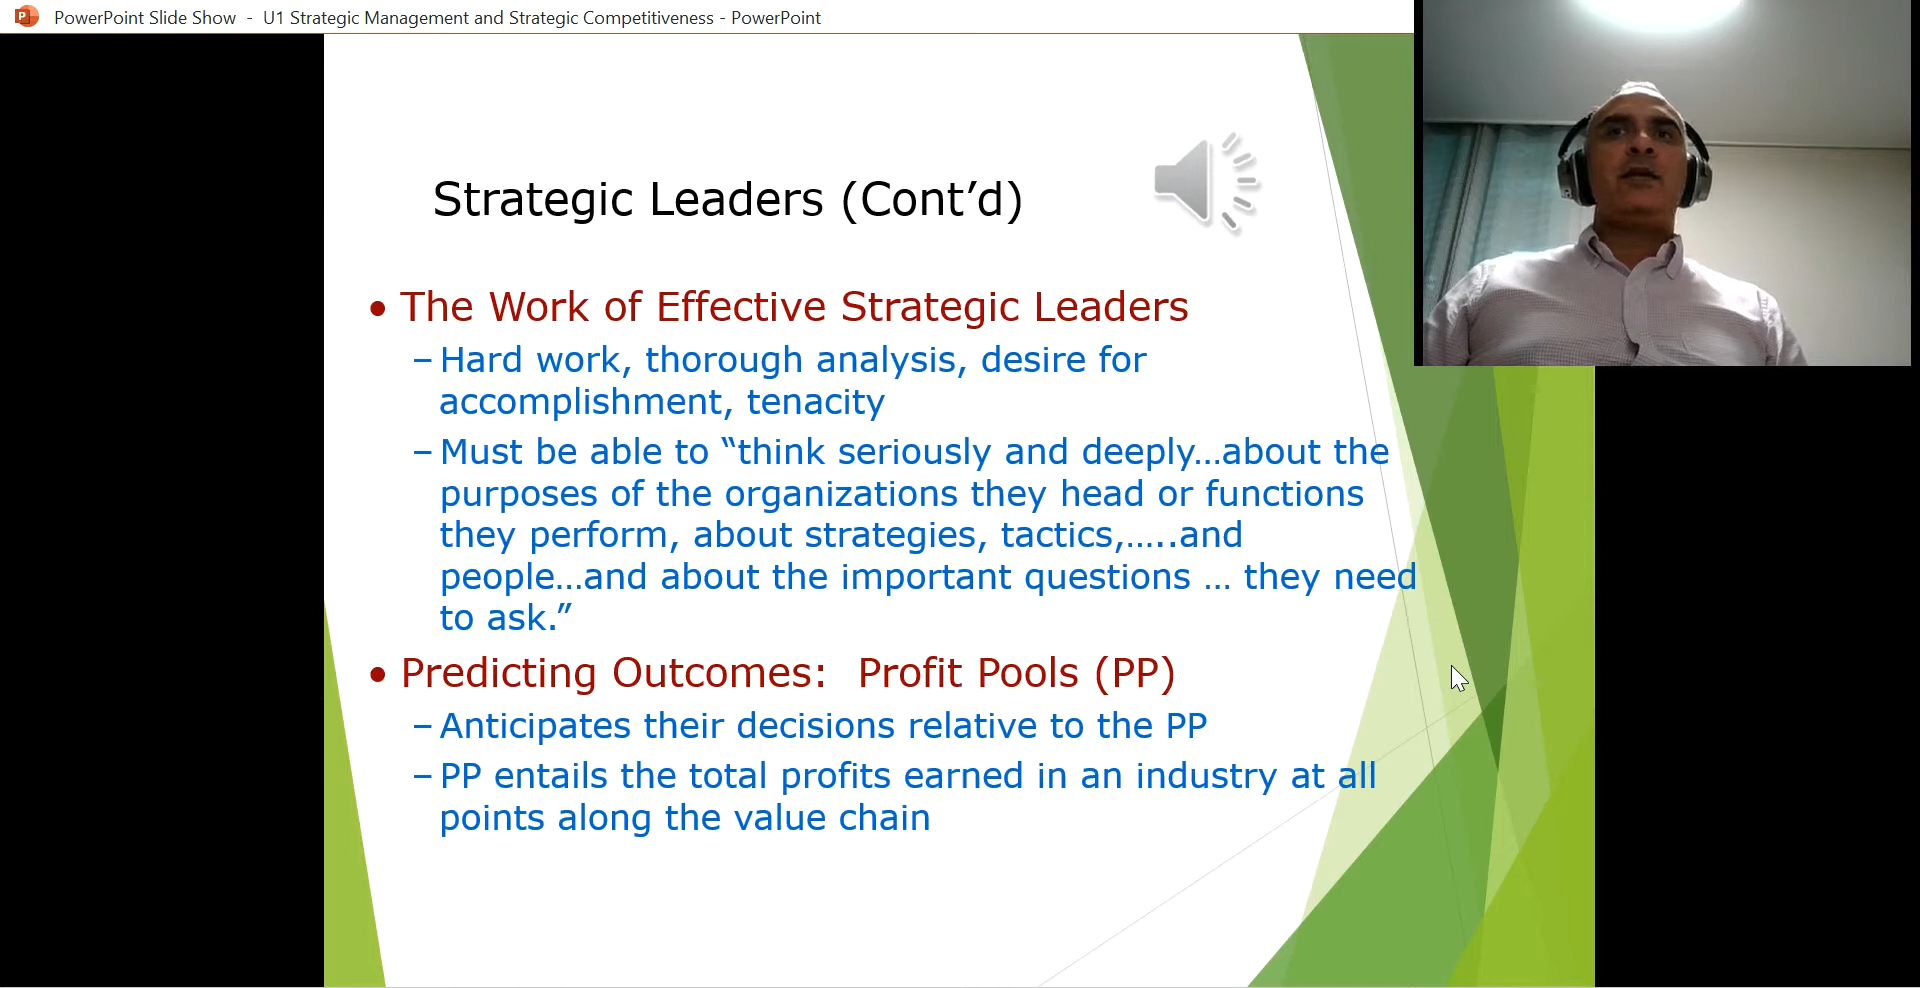 PowerPoint Slide Show - U1 Strategic Management and Strategic Competitiveness - PowerPoint
Strategic Leaders (Cont’d)
• The Work of Effective Strategic Leaders
– Hard work, thorough analysis, desire for
accomplishment, tenacity
– Must be able to “think seriously and deeply…about the
purposes of the organizations they head or functions
they perform, about strategies, tactics,…..and
people…and about the important questions … they need
to ask.”
• Predicting Outcomes:  Profit Pools (PP)
– Anticipates their decisions relative to the PP
– PP entails the total profits earned in an industry at all
points along the value chain